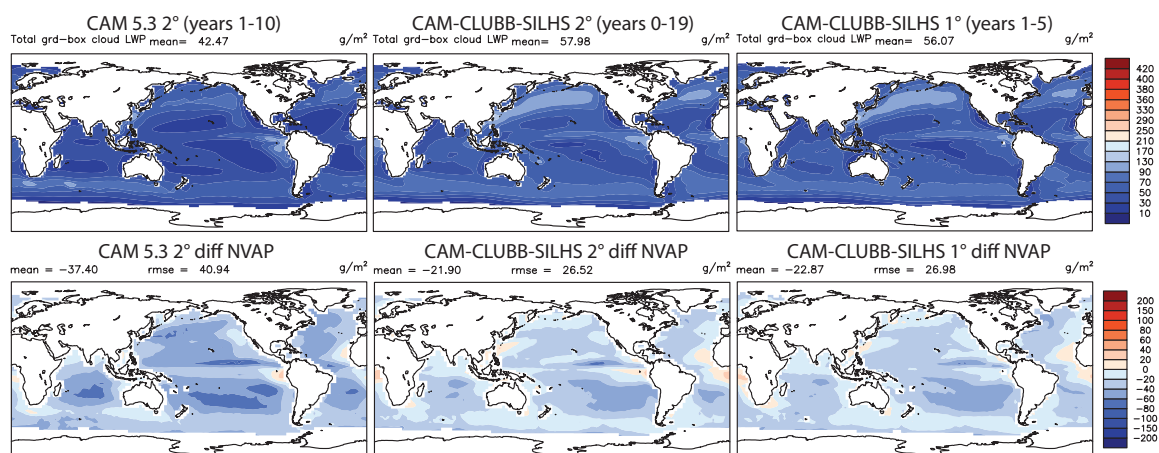 CAM 5.3 2° (years 1-10)
Total grd-box cloud LWP mean= 42.47 g/m²
CAM-CLUBB-SILHS 2° (years 0-19)
Total grd-box cloud LWP mean= 57.98 g/m²
CAM-CLUBB-SILHS 1° (years 1-5)
Total grd-box cloud LWP mean= 56.07 g/m²
420
400
380
360
330
290
250
210
170
130
90
70
50
30
10
CAM 5.3 2° diff NVAP
mean = −37.40 rmse = 40.94 g/m²
CAM-CLUBB-SILHS 2° diff NVAP
mean = −21.90 rmse = 26.52 g/m²
CAM-CLUBB-SILHS 1° diff NVAP
mean = −22.87 rmse = 26.98 g/m²
200
150
100
80
60
40
20
0
−20
−40
−60
−80
−100
−150
−200